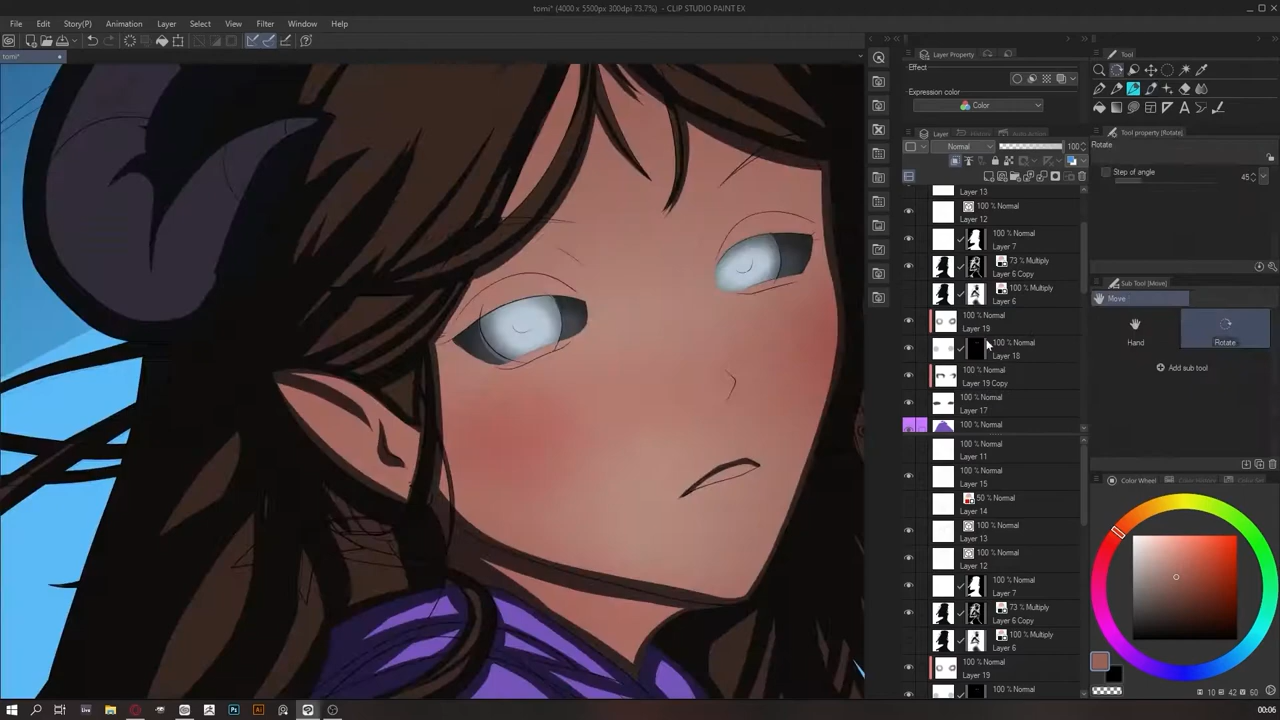 tomi* (4000 x 5500px 300dpi 73.7%) - CLIP STUDIO PAINT EX
File Edit Story(P) Animation Layer Select View Filter Window Help
tomi*
Layer Property
Effect
Expression color
Color
Layer
Normal 100
Layer 13
100 % Normal
Layer 12
100 % Normal
Layer 7
73 % Multiply
Layer 6 Copy
100 % Multiply
Layer 6
100 % Normal
Layer 19
100 % Normal
Layer 18
100 % Normal
Layer 19 Copy
100 % Normal
Layer 17
100 % Normal
100 % Normal
Layer 11
100 % Normal
Layer 15
50 % Normal
Layer 14
100 % Normal
Layer 13
100 % Normal
Layer 12
100 % Normal
Layer 7
73 % Multiply
Layer 6 Copy
100 % Multiply
Layer 6
100 % Normal
Layer 19
100 % Normal
Tool
Tool property [Rotate]
Rotate
Step of angle 45
Sub Tool [Move]
Move
Hand Rotate
Add sub tool
Color Wheel
10 42 60
00:06